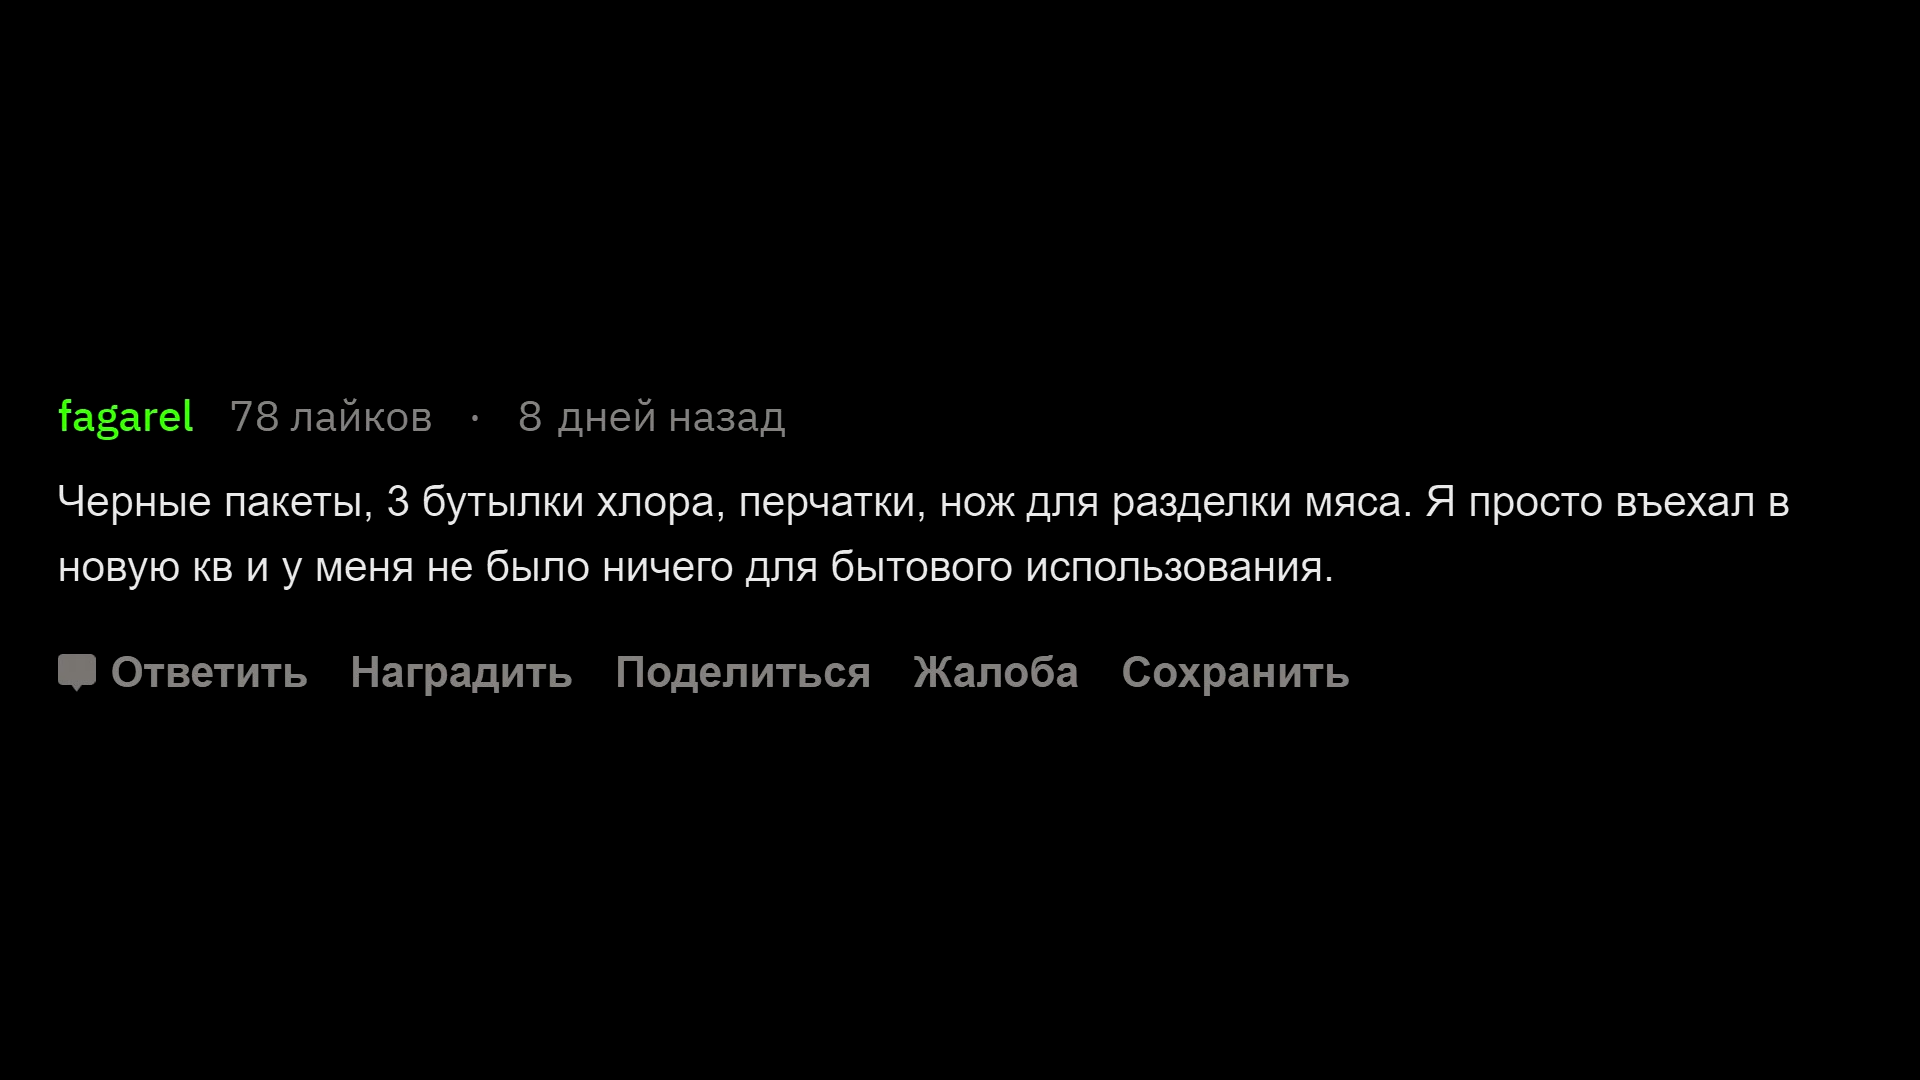 fagarel 78 лайков · 8 дней назад
Черные пакеты, 3 бутылки хлора, перчатки, нож для разделки мяса. Я просто въехал в
новую кв и у меня не было ничего для бытового использования.
Ответить Наградить Поделиться Жалоба Сохранить